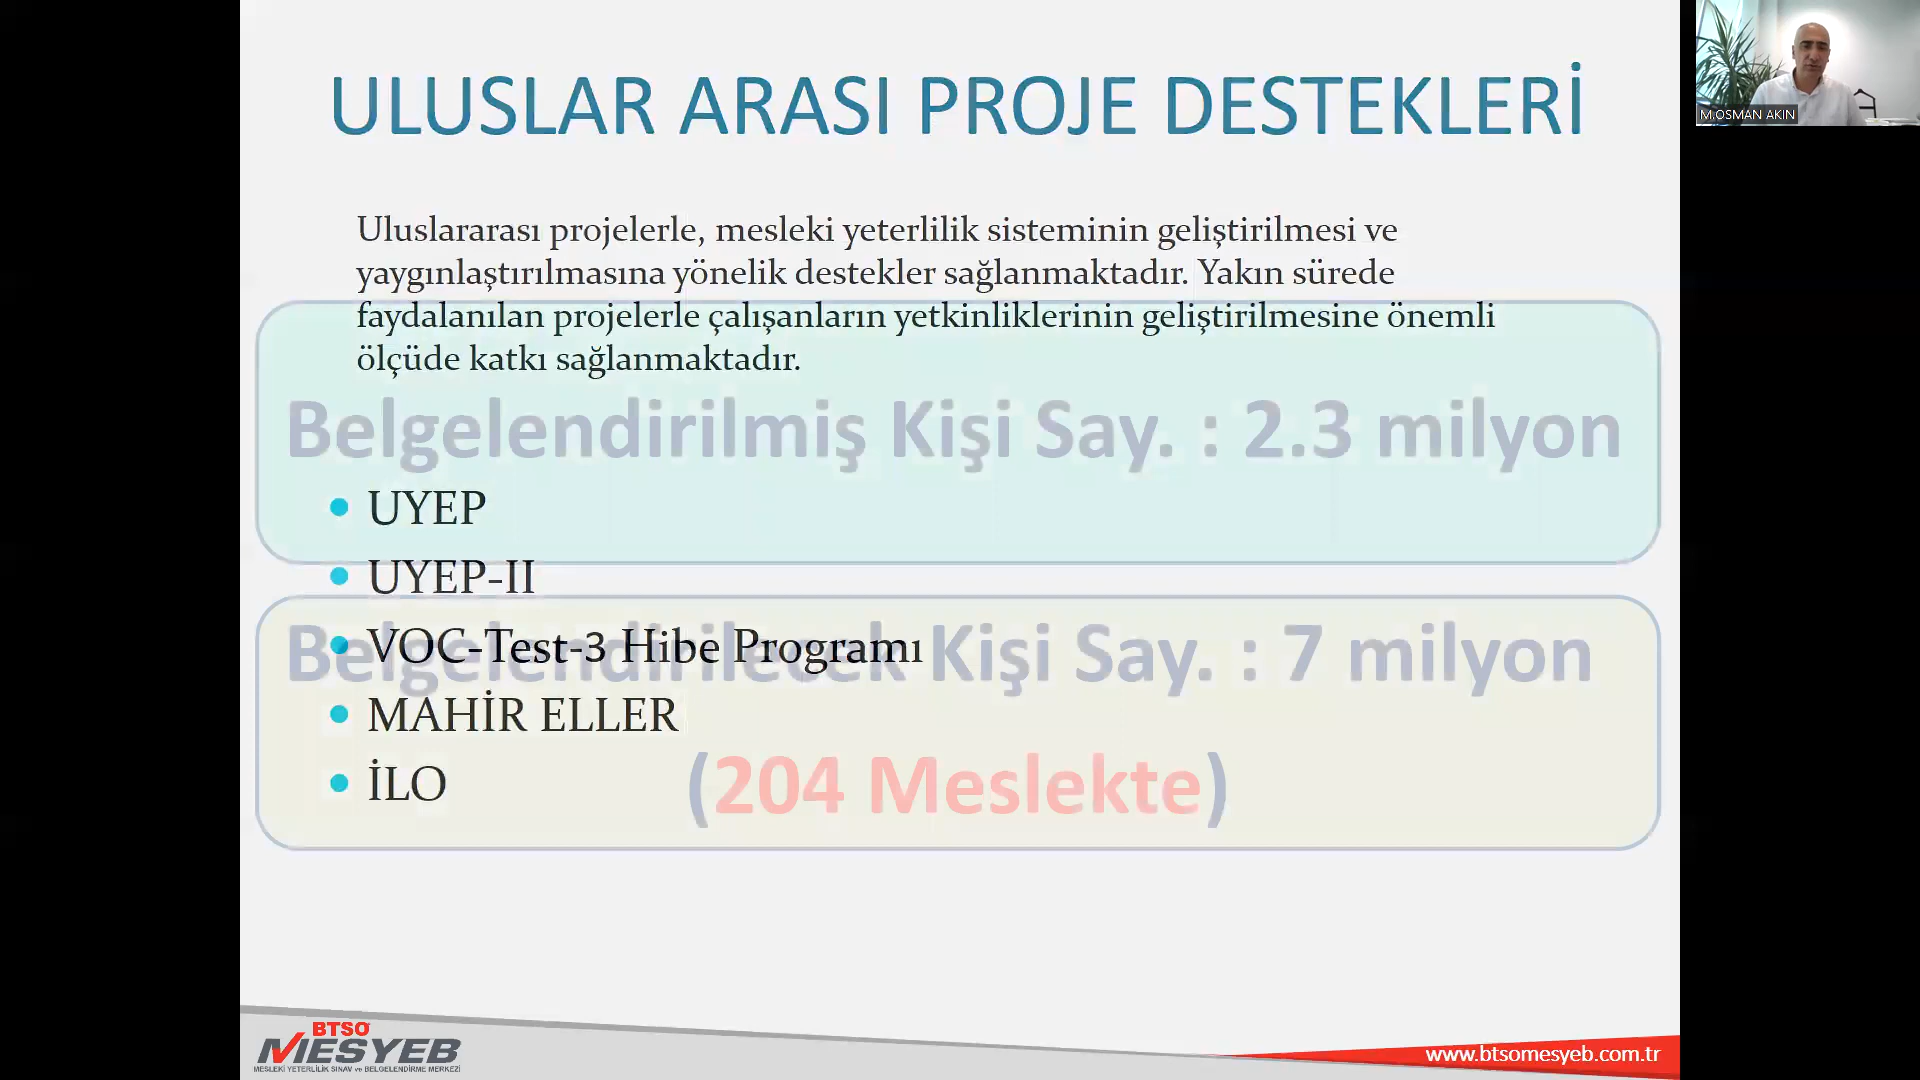 ULUSLAR ARASI PROJE DESTEKLERİ
M.OSMAN AKIN
Uluslararası projelerle, mesleki yeterlilik sisteminin geliştirilmesi ve
yaygınlaştırılmasına yönelik destekler sağlanmaktadır. Yakın sürede
faydalanılan projelerle çalışanların yetkinliklerinin geliştirilmesine önemli
ölçüde katkı sağlanmaktadır.
Belgelendirilmiş Kişi Say. : 2.3 milyon
• UYEP
• UYEP-II
• VOC-Test-3 Hibe Programı
Belgelendirilecek Kişi Say. : 7 milyon
• MAHİR ELLER
• İLO
(204 Meslekte)
BTSO
MESYEB
MESLEKİ YETERLİLİK SINAV ve BELGELENDİRME MERKEZİ
www.btsomesyeb.com.tr